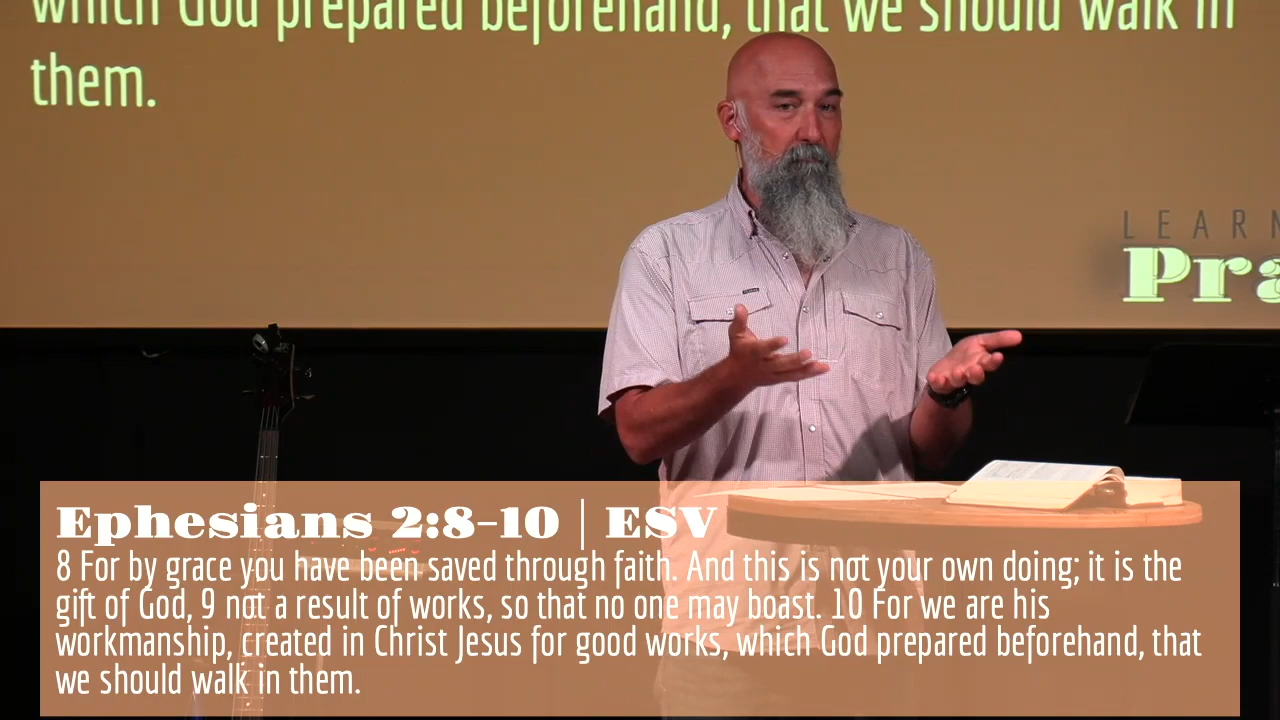 which God prepared beforehand, that we should walk in
them.
LEARN
Pra
Ephesians 2:8-10 | ESV
8 For by grace you have been saved through faith. And this is not your own doing; it is the
gift of God, 9 not a result of works, so that no one may boast. 10 For we are his
workmanship, created in Christ Jesus for good works, which God prepared beforehand, that
we should walk in them.